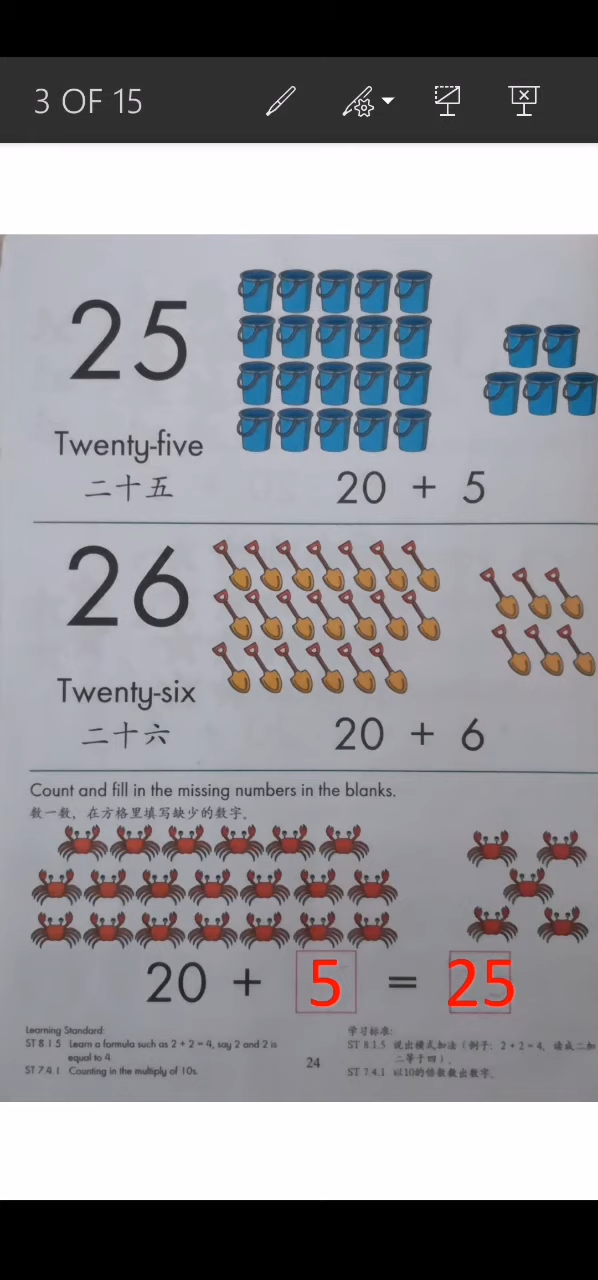 3 OF 15
25
Twenty-five
二十五
20 + 5
26
Twenty-six
二十六
20 + 6
Count and fill in the missing numbers in the blanks.
数一数，在方格里填写缺少的数字。
20 + 5 = 25
Learning Standard:
ST 8.1.5 Learn a formula such as 2 + 2 = 4, say 2 and 2 is
equal to 4.
ST 7.4.1 Counting in the multiply of 10s.
24
学习标准:
ST 8.1.5 说出模式加法 (例子: 2 + 2 = 4, 读成二加
二等于四)。
ST 7.4.1 以10的倍数数出数字。